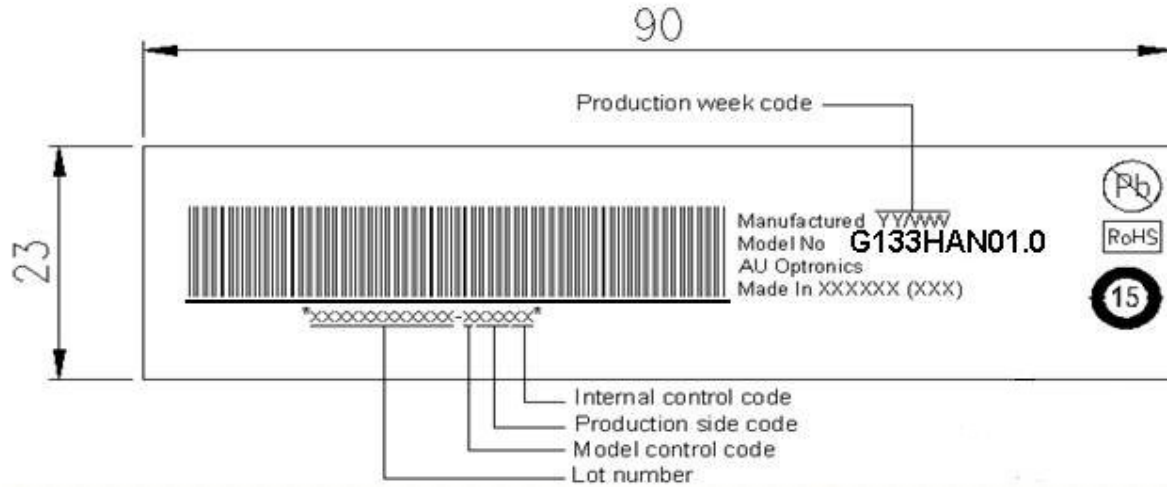 90
Production week code
23
Manufactured YY/WW
Model No G133HAN01.0
AU Optronics
Made In XXXXXX (XXX)
Pb
RoHS
15
*XXXXXXXXXXXX-XXXXXX*
Internal control code
Production side code
Model control code
Lot number